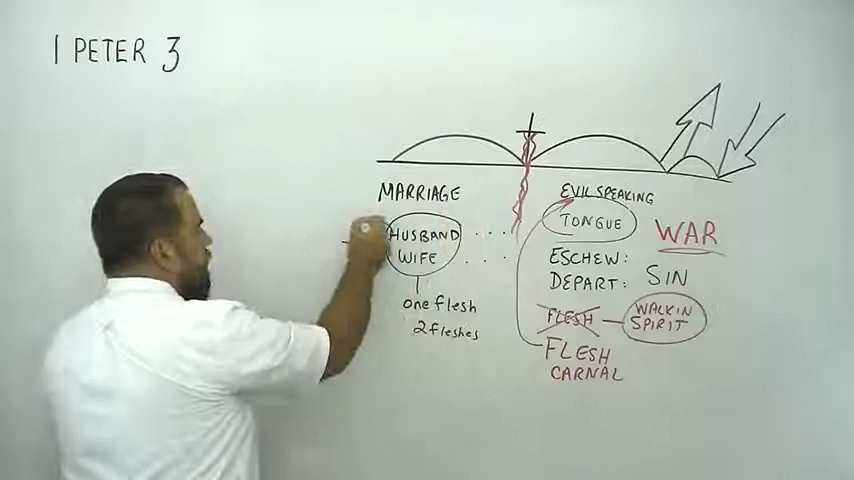 1 PETER 3
MARRIAGE
HUSBAND
WIFE
one flesh
2 fleshes
EVIL SPEAKING
TONGUE
WAR
ESCHEW:
DEPART: SIN
FLESH
WALK IN
SPIRIT
FLESH
CARNAL